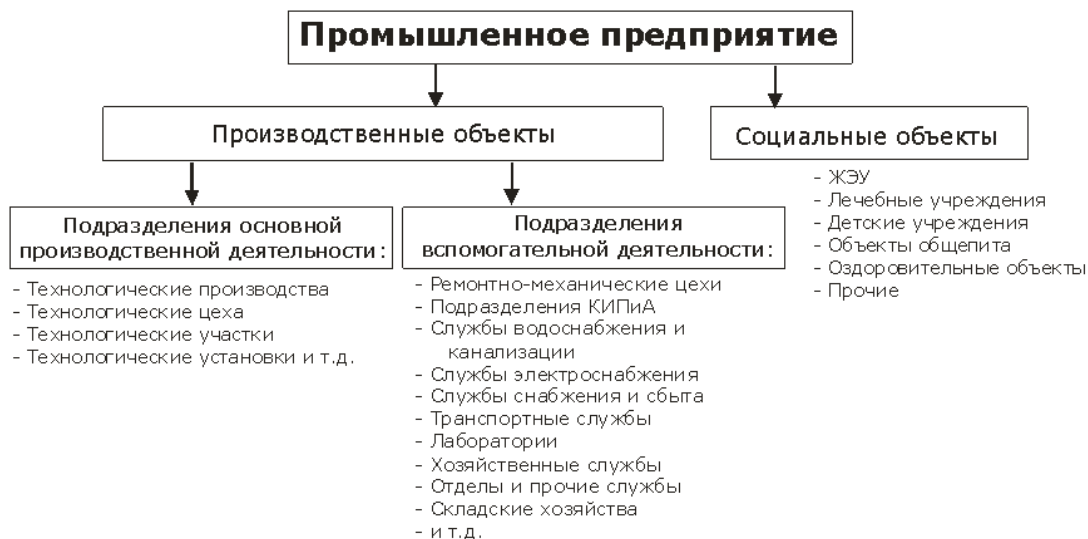 Промышленное предприятие
Производственные объекты
Социальные объекты
- ЖЭУ
- Лечебные учреждения
- Детские учреждения
- Объекты общепита
- Оздоровительные объекты
- Прочие
Подразделения основной
производственной деятельности:
- Технологические производства
- Технологические цеха
- Технологические участки
- Технологические установки и т.д.
Подразделения
вспомогательной деятельности:
- Ремонтно-механические цехи
- Подразделения КИПиА
- Службы водоснабжения и
канализации
- Службы электроснабжения
- Службы снабжения и сбыта
- Транспортные службы
- Лаборатории
- Хозяйственные службы
- Отделы и прочие службы
- Складские хозяйства
- и т.д.